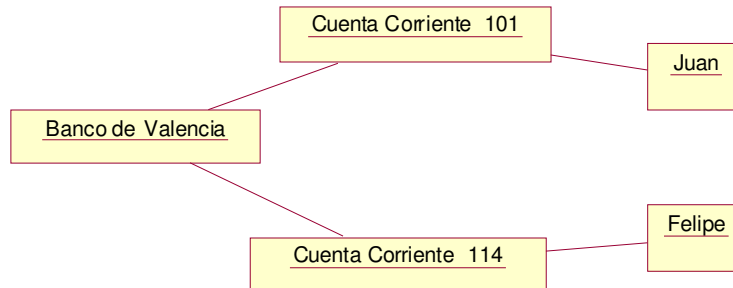 Cuenta Corriente 101
Juan
Banco de Valencia
Felipe
Cuenta Corriente 114